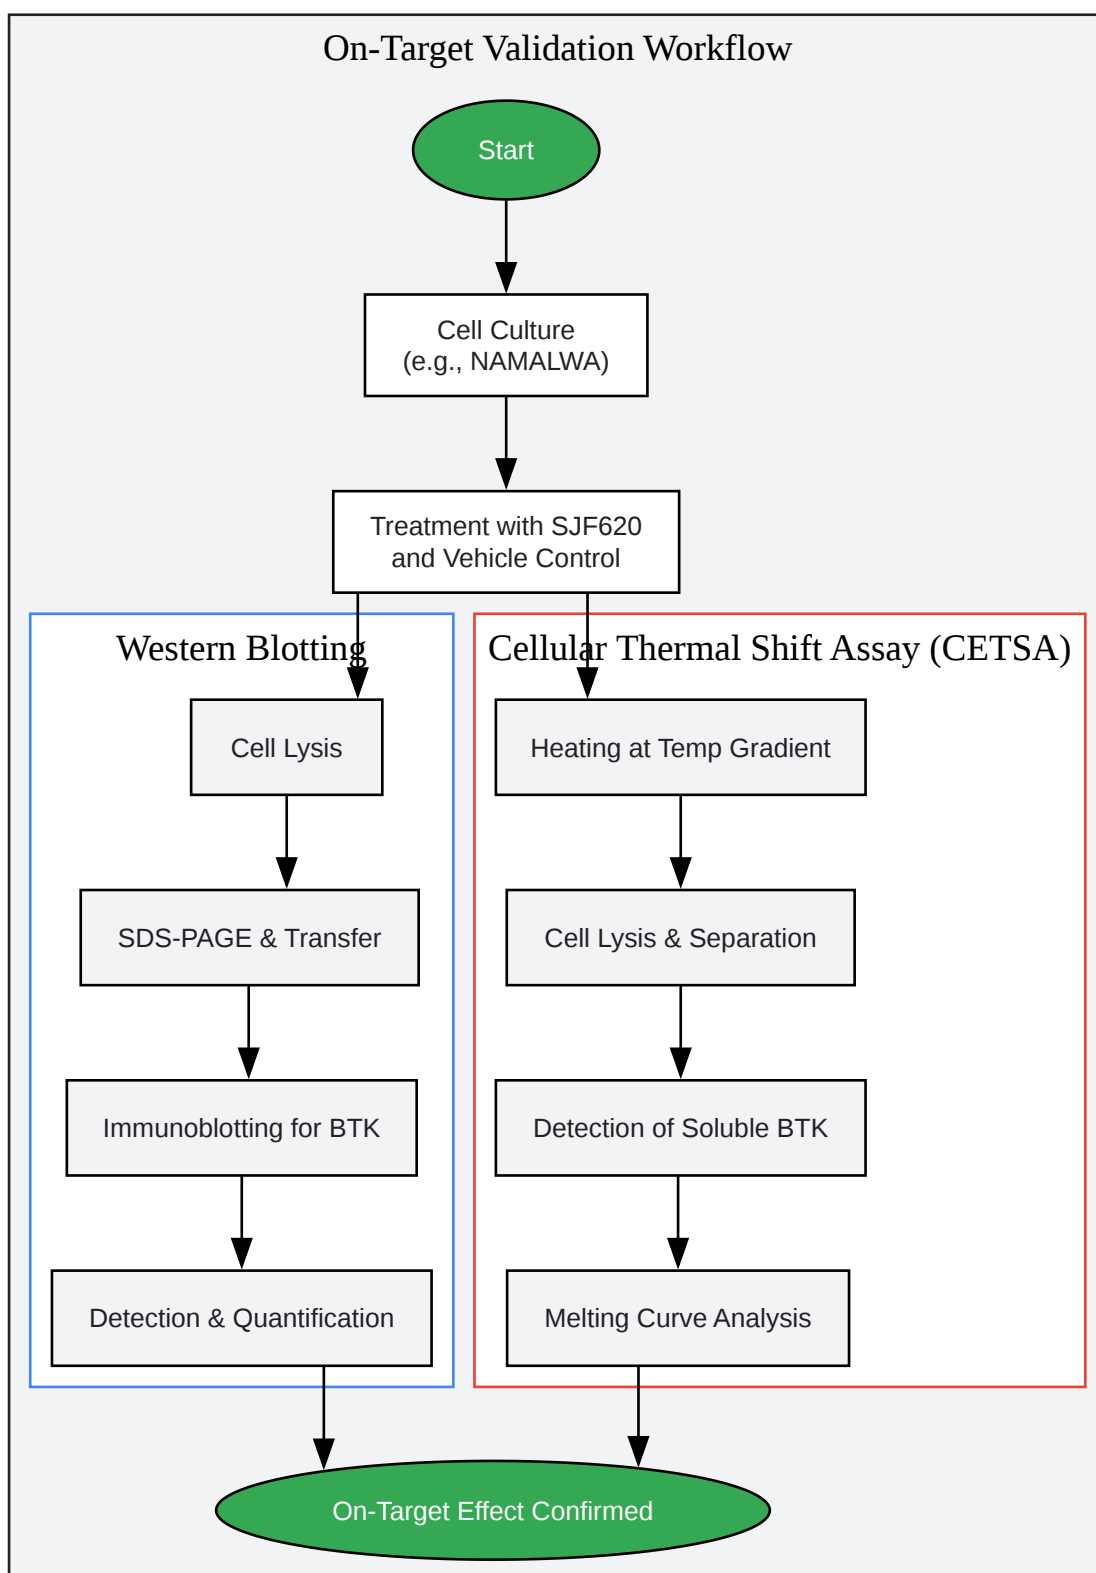 On-Target Validation Workflow
Start
Cell Culture
(e.g., NAMALWA)
Treatment with SJF620
and Vehicle Control
Western Blotting
Cell Lysis
SDS-PAGE & Transfer
Immunoblotting for BTK
Detection & Quantification
Cellular Thermal Shift Assay (CETSA)
Heating at Temp Gradient
Cell Lysis & Separation
Detection of Soluble BTK
Melting Curve Analysis
On-Target Effect Confirmed